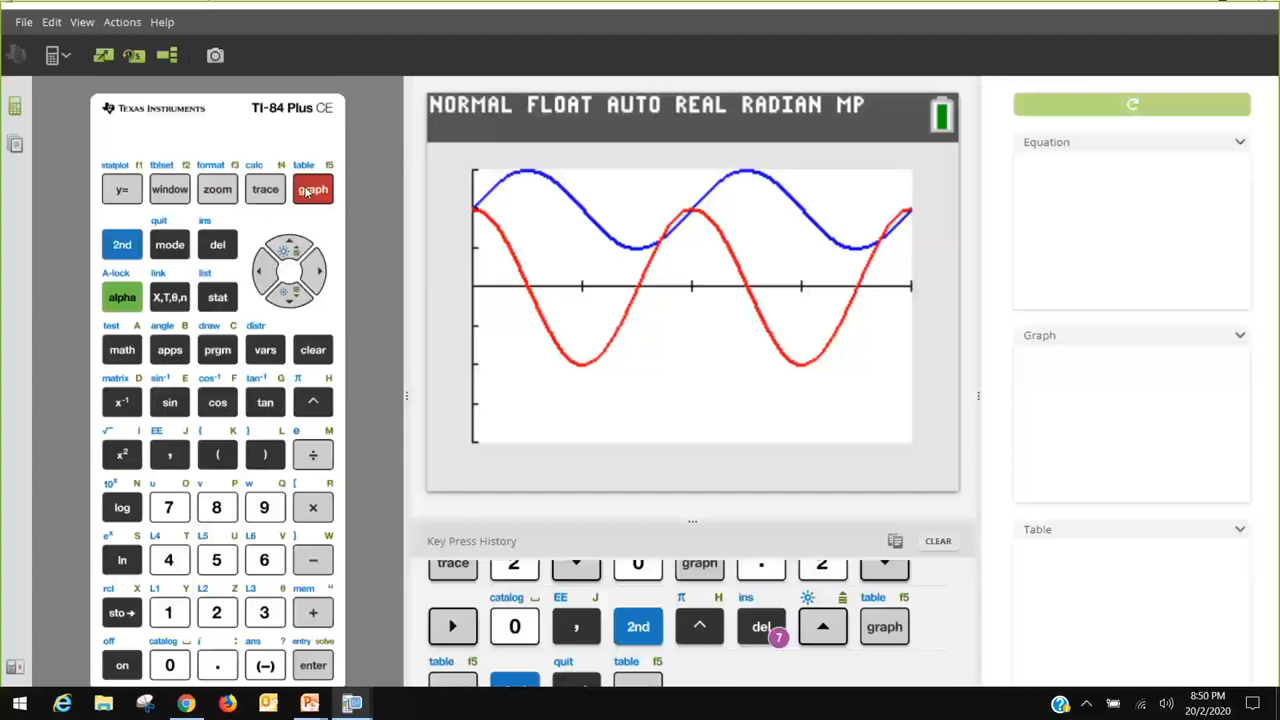 File Edit View Actions Help
TEXAS INSTRUMENTS TI-84 Plus CE
statplot f1 tblset f2 format f3 calc f4 table f5
y= window zoom trace graph
quit ins
2nd mode del
A-lock link list
alpha X,T,θ,n stat
test A angle B draw C distr
math apps prgm vars clear
matrix D sin⁻¹ E cos⁻¹ F tan⁻¹ G π H
x⁻¹ sin cos tan ^
√ I EE J { K } L e M
x² , ( ) ÷
10ˣ N u O v P w Q [ R
log 7 8 9 ×
eˣ S L4 T L5 U L6 V ] W
ln 4 5 6 −
rcl X L1 Y L2 Z L3 θ mem "
sto→ 1 2 3 +
off catalog ⎵ i : ans ? entry solve
on 0 . (−) enter
NORMAL FLOAT AUTO REAL RADIAN MP
Key Press History CLEAR
trace 2 0 graph . 2
catalog ⎵ EE J π H ins table f5
0 , 2nd ^ del 7 graph
table f5 quit table f5
Equation
Graph
Table
8:50 PM
20/2/2020